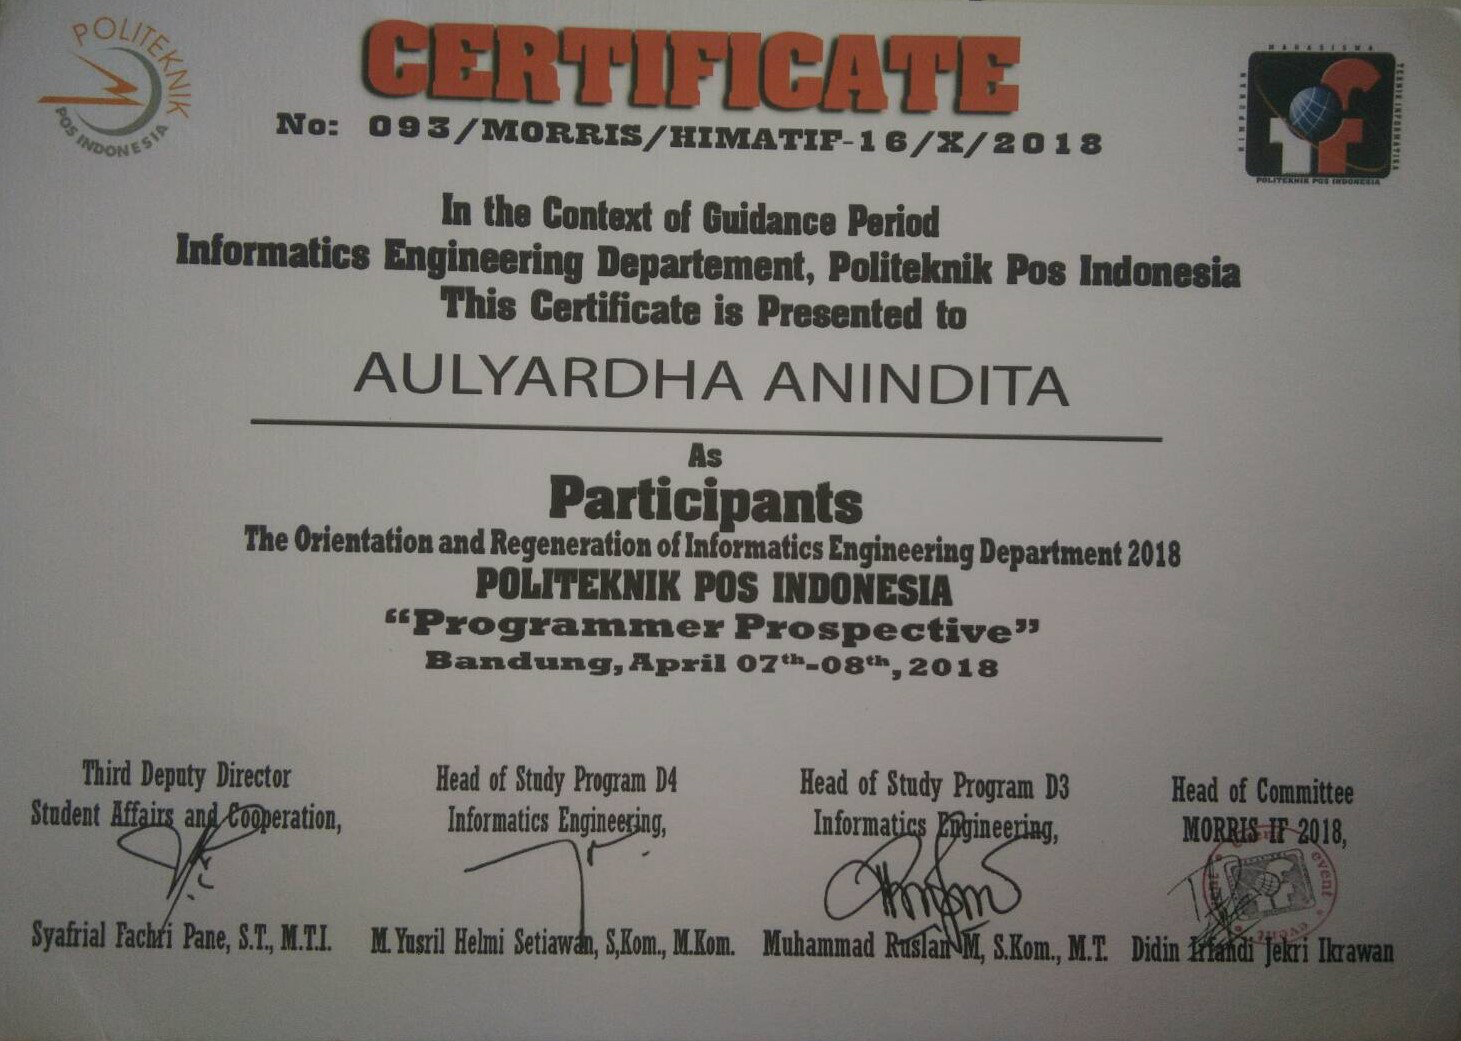 POLITEKNIK
POS INDONESIA
CERTIFICATE
No: 093/MORRIS/HIMATIF-16/X/2018
HIMPUNAN
MAHASISWA
TEKNIK INFORMATIKA
if
POLITEKNIK POS INDONESIA
In the Context of Guidance Period
Informatics Engineering Departement, Politeknik Pos Indonesia
This Certificate is Presented to
AULYARDHA ANINDITA
As
Participants
The Orientation and Regeneration of Informatics Engineering Department 2018
POLITEKNIK POS INDONESIA
“Programmer Prospective”
Bandung, April 07th-08th, 2018
Third Deputy Director
Student Affairs and Cooperation,
Syafrial Fachri Pane, S.T., M.T.I.
Head of Study Program D4
Informatics Engineering,
M. Yusril Helmi Setiawan, S,Kom., M.Kom.
Head of Study Program D3
Informatics Engineering,
Muhammad Ruslan M, S.Kom., M.T.
Head of Committee
MORRIS IF 2018,
event
event
Didin Irfandi Jekri Ikrawan